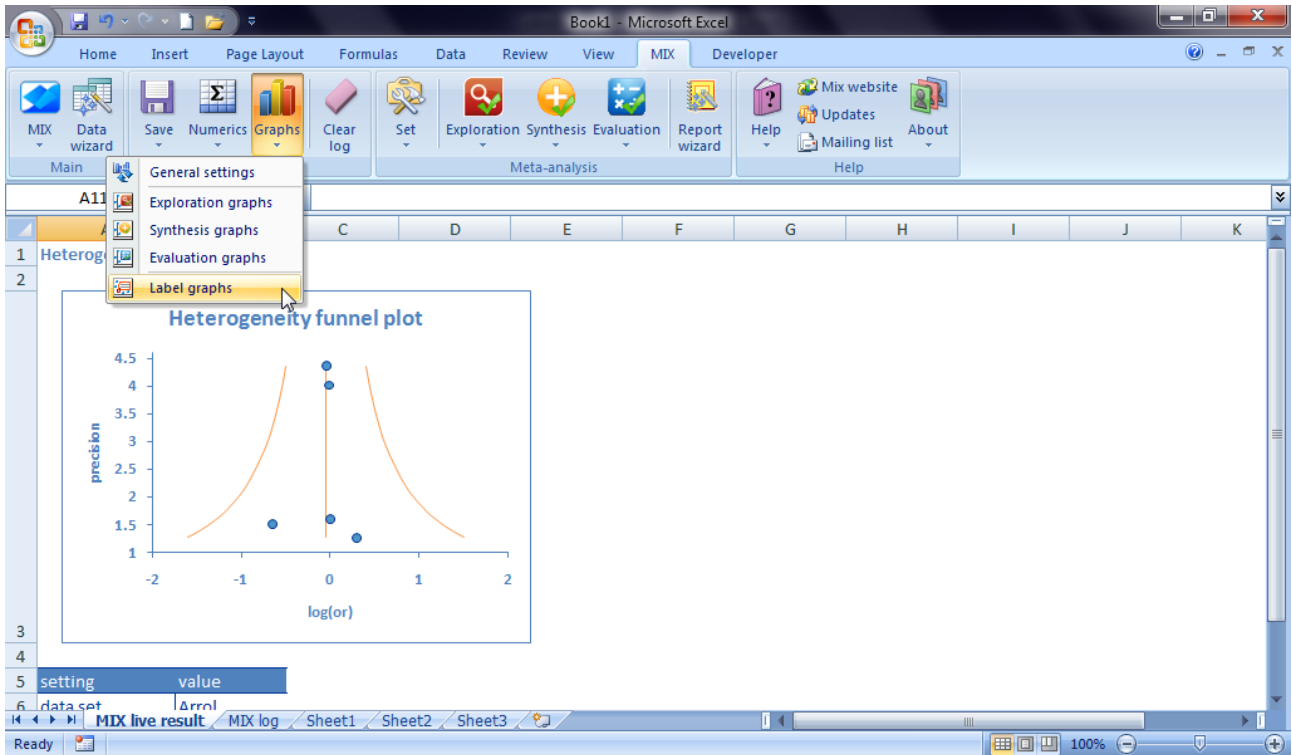 Book1 - Microsoft Excel
Home Insert Page Layout Formulas Data Review View MIX Developer
MIX Data wizard Save Numerics Graphs Clear log Set Exploration Synthesis Evaluation Report wizard Help Mix website Updates Mailing list About
Main Meta-analysis Help
General settings
Exploration graphs
Synthesis graphs
Evaluation graphs
Label graphs
A11
C D E F G H I J K
1 Heterog
2
Heterogeneity funnel plot
4.5
4
3.5
3
2.5
2
1.5
1
precision
-2 -1 0 1 2
log(or)
3
4
5 setting value
6 data set Arrol
MIX live result MIX log Sheet1 Sheet2 Sheet3
Ready 100%